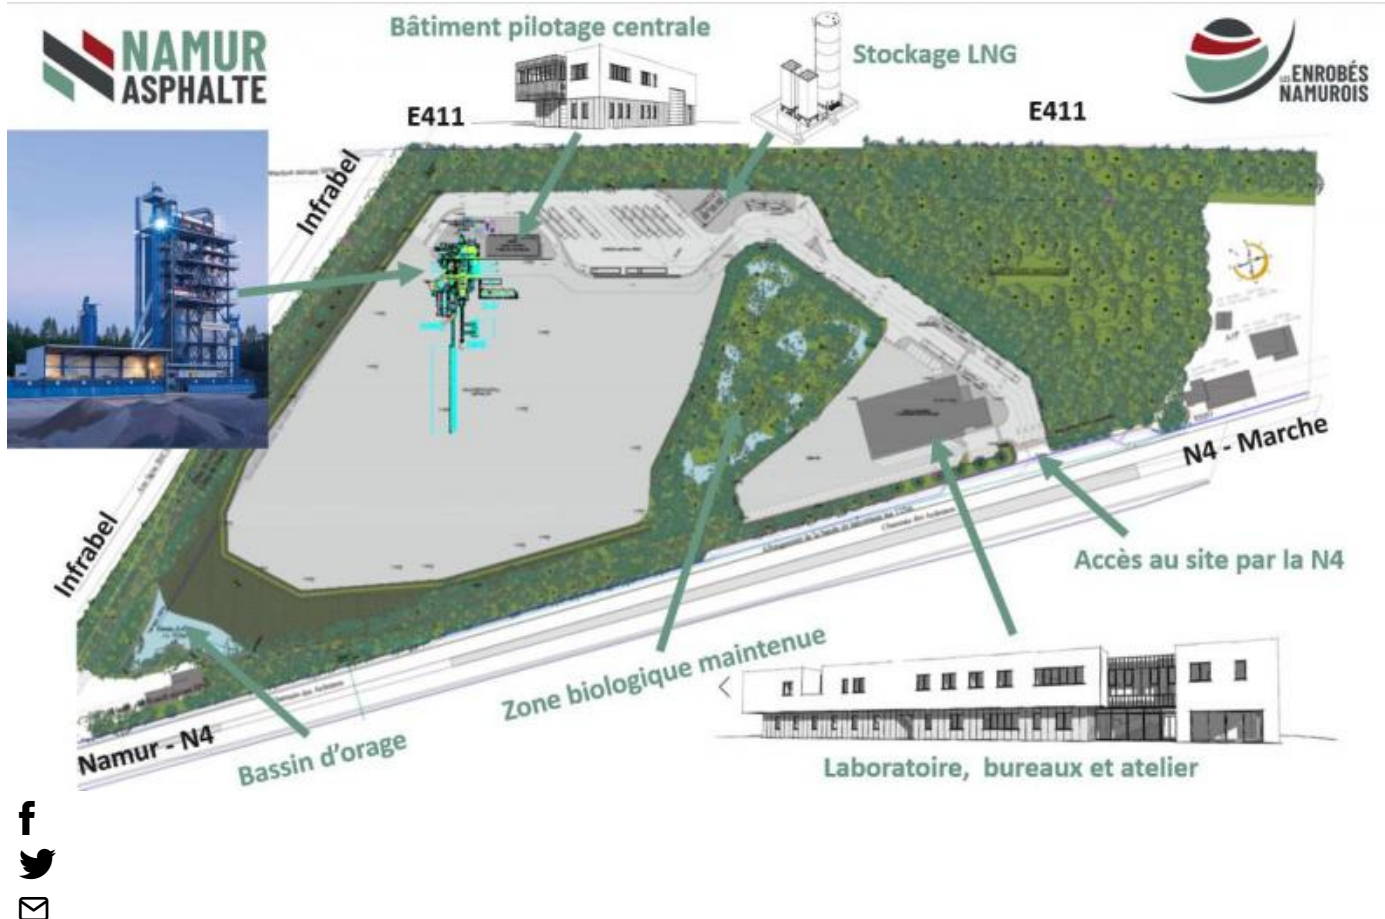 NAMUR
ASPHALTE
Bâtiment pilotage centrale
Stockage LNG
LES ENROBÉS
NAMUROIS
E411
E411
Infrabel
Infrabel
N4 - Marche
Accès au site par la N4
Zone biologique maintenue
Namur - N4
Bassin d'orage
Laboratoire, bureaux et atelier